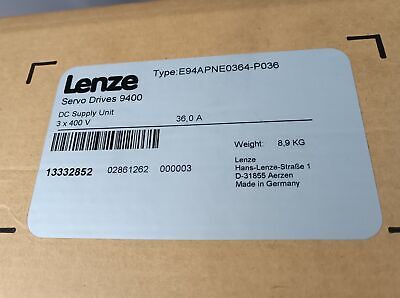 Lenze
Type:E94APNE0364-P036
Servo Drives 9400
DC Supply Unit
3 x 400 V
36,0 A
Weight: 8,9 KG
13332852 02861262 000003
Lenze
Hans-Lenze-Straße 1
D-31855 Aerzen
Made in Germany